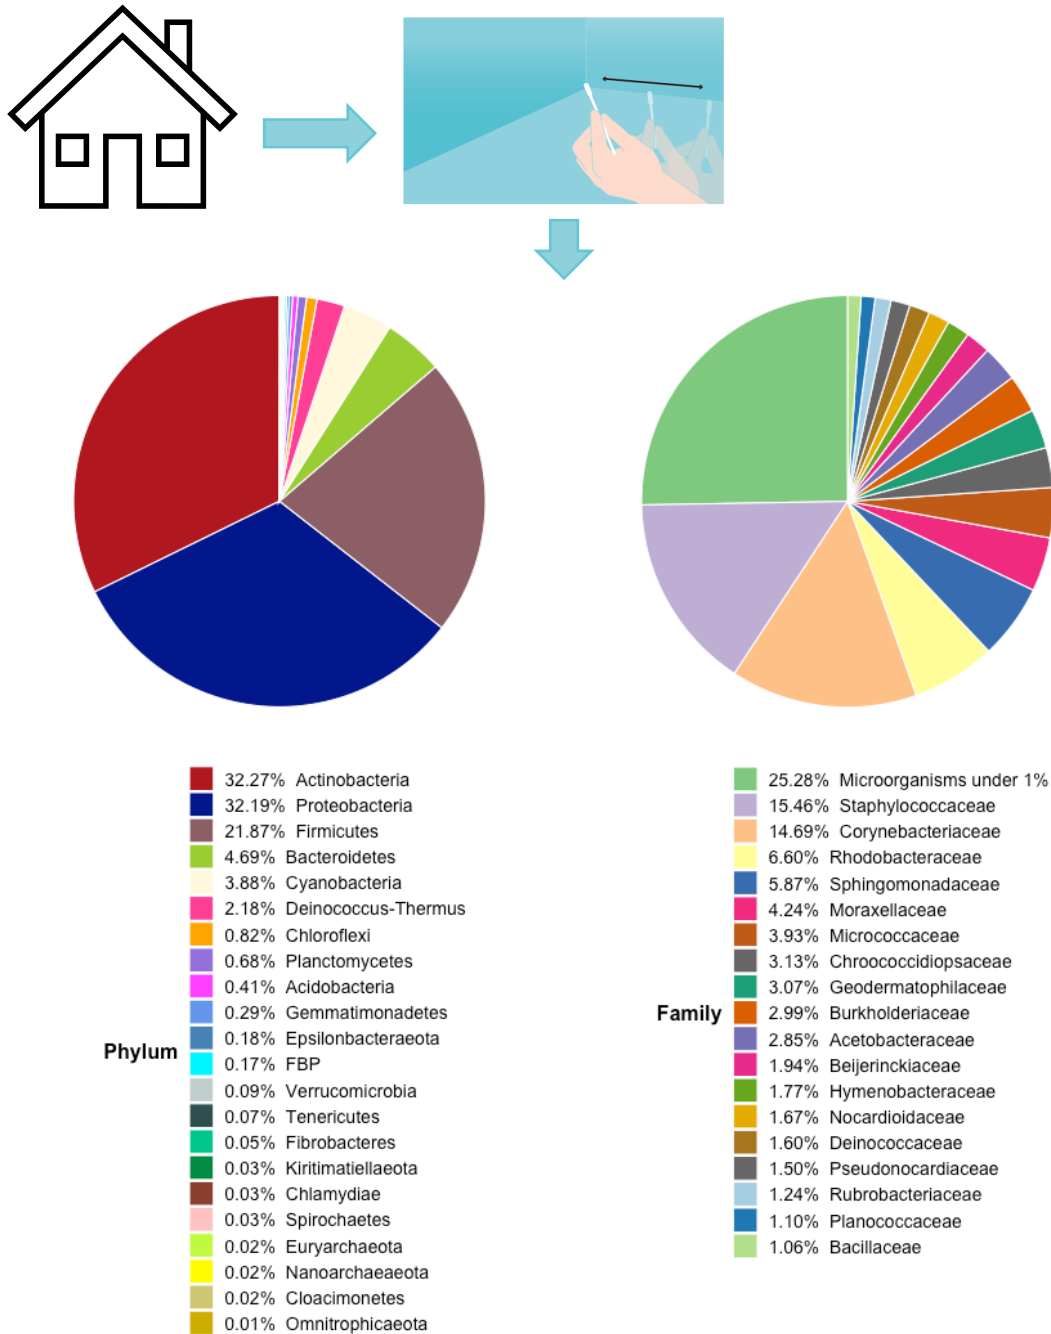 32.27% Actinobacteria
32.19% Proteobacteria
21.87% Firmicutes
4.69% Bacteroidetes
3.88% Cyanobacteria
2.18% Deinococcus-Thermus
0.82% Chloroflexi
0.68% Planctomycetes
0.41% Acidobacteria
0.29% Gemmatimonadetes
0.18% Epsilonbacteraeota
Phylum
0.17% FBP
0.09% Verrucomicrobia
0.07% Tenericutes
0.05% Fibrobacteres
0.03% Kiritimatiellaeota
0.03% Chlamydiae
0.03% Spirochaetes
0.02% Euryarchaeota
0.02% Nanoarchaeaeota
0.02% Cloacimonetes
0.01% Omnitrophicaeota
25.28% Microorganisms under 1%
15.46% Staphylococcaceae
14.69% Corynebacteriaceae
6.60% Rhodobacteraceae
5.87% Sphingomonadaceae
4.24% Moraxellaceae
3.93% Micrococcaceae
3.13% Chroococcidiopsaceae
3.07% Geodermatophilaceae
Family
2.99% Burkholderiaceae
2.85% Acetobacteraceae
1.94% Beijerinckiaceae
1.77% Hymenobacteraceae
1.67% Nocardioidaceae
1.60% Deinococcaceae
1.50% Pseudonocardiaceae
1.24% Rubrobacteriaceae
1.10% Planococcaceae
1.06% Bacillaceae